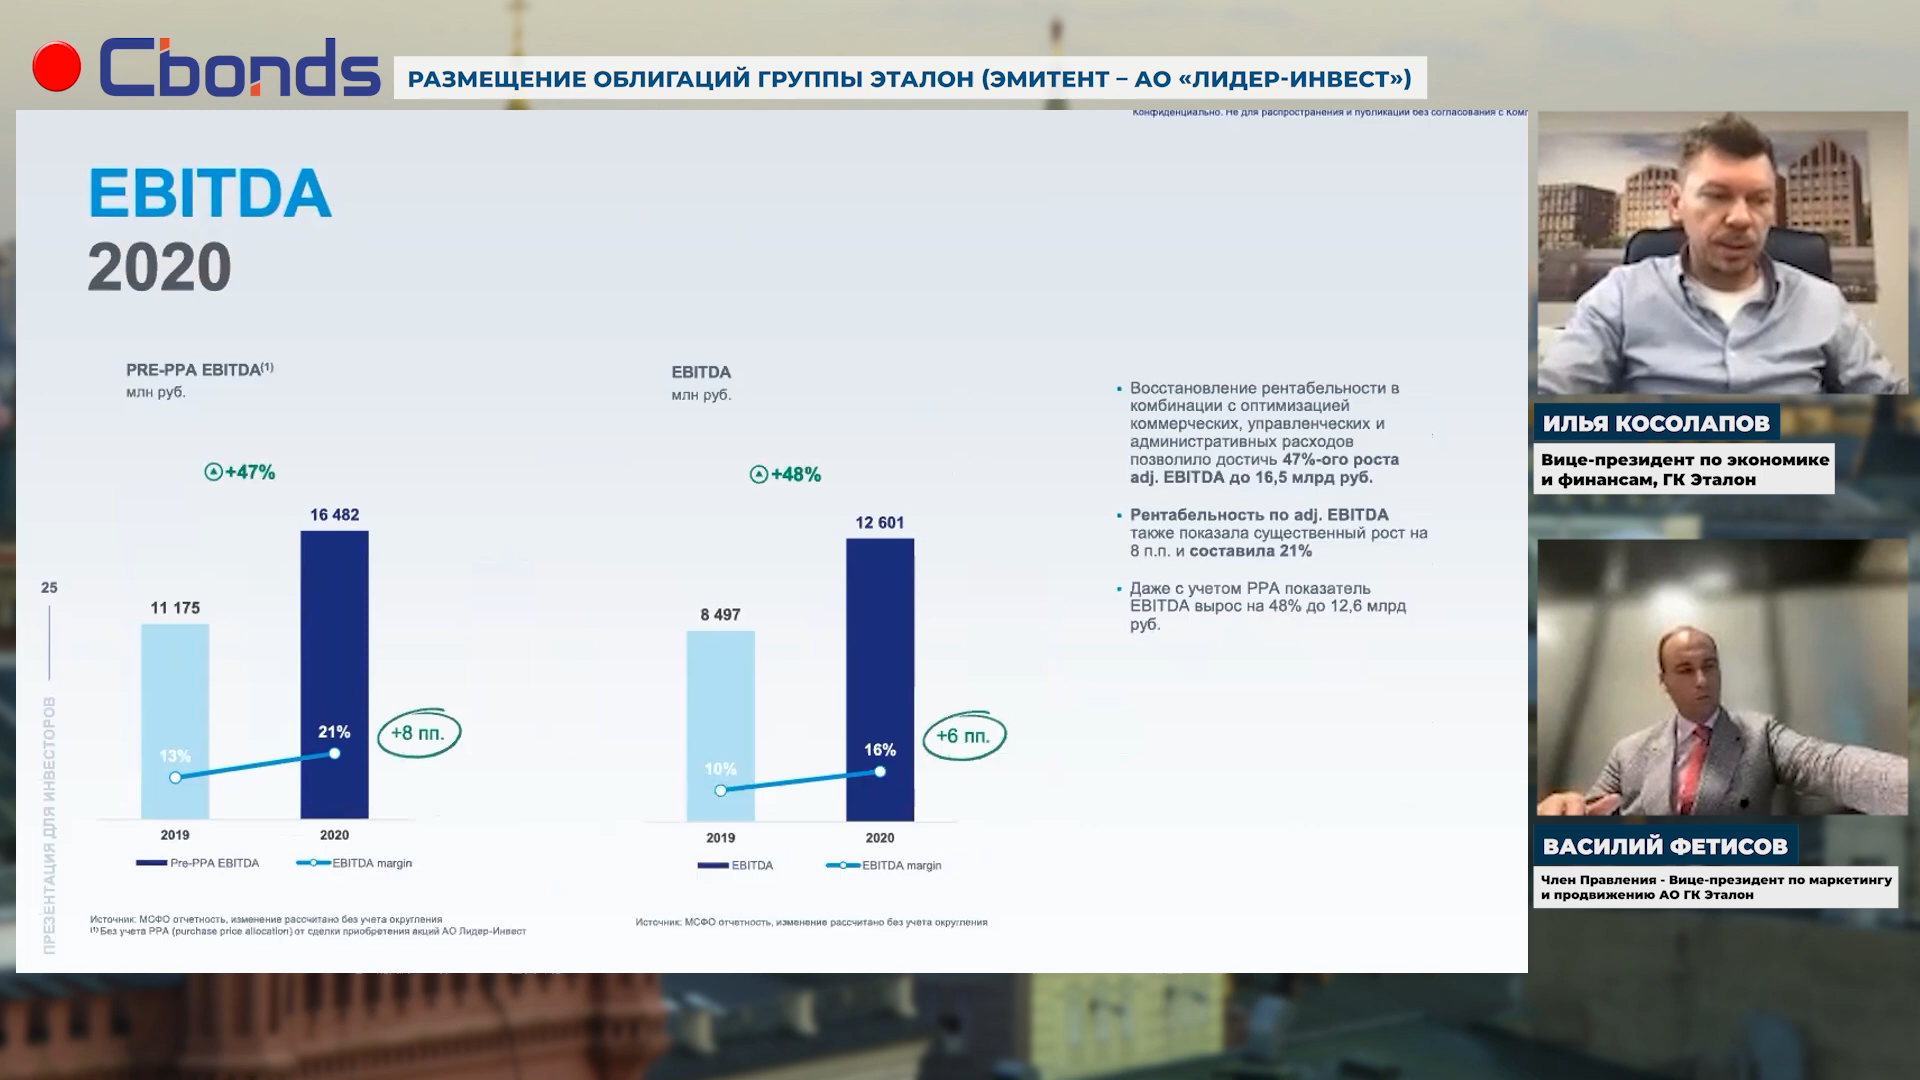 Cbonds
РАЗМЕЩЕНИЕ ОБЛИГАЦИЙ ГРУППЫ ЭТАЛОН (ЭМИТЕНТ – АО «ЛИДЕР-ИНВЕСТ»)
Конфиденциально. Не для распространения и публикации без согласования с
EBITDA
2020
PRE-PPA EBITDA(1)
млн руб.
+47%
16 482
11 175
21%
13%
+8 пп.
2019
2020
Pre-PPA EBITDA
EBITDA margin
Источник: МСФО отчетность, изменение рассчитано без учета округления
(1) Без учета PPA (purchase price allocation) от сделки приобретения акций АО Лидер-Инвест
EBITDA
млн руб.
+48%
12 601
8 497
16%
10%
+6 пп.
2019
2020
EBITDA
EBITDA margin
Источник: МСФО отчетность, изменение рассчитано без учета округления
Восстановление рентабельности в
комбинации с оптимизацией
коммерческих, управленческих и
административных расходов
позволило достичь 47%-ого роста
adj. EBITDA до 16,5 млрд руб.
Рентабельность по adj. EBITDA
также показала существенный рост на
8 п.п. и составила 21%
Даже с учетом PPA показатель
EBITDA вырос на 48% до 12,6 млрд
руб.
25
ПРЕЗЕНТАЦИЯ ДЛЯ ИНВЕСТОРОВ
ИЛЬЯ КОСОЛАПОВ
Вице-президент по экономике
и финансам, ГК Эталон
ВАСИЛИЙ ФЕТИСОВ
Член Правления - Вице-президент по маркетингу
и продвижению АО ГК Эталон